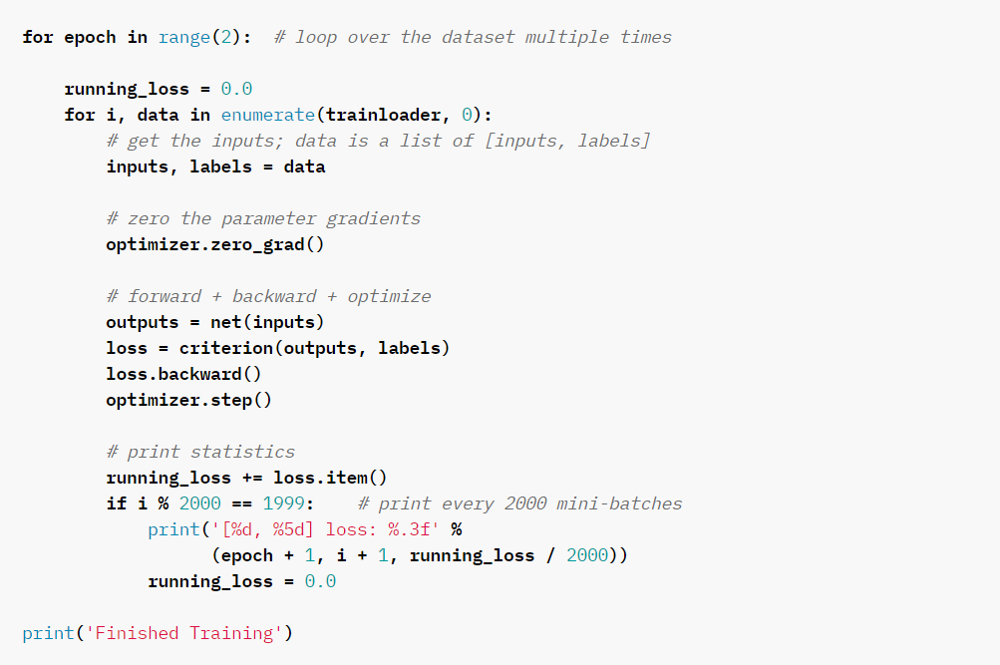 for epoch in range(2):  # loop over the dataset multiple times

    running_loss = 0.0
    for i, data in enumerate(trainloader, 0):
        # get the inputs; data is a list of [inputs, labels]
        inputs, labels = data

        # zero the parameter gradients
        optimizer.zero_grad()

        # forward + backward + optimize
        outputs = net(inputs)
        loss = criterion(outputs, labels)
        loss.backward()
        optimizer.step()

        # print statistics
        running_loss += loss.item()
        if i % 2000 == 1999:    # print every 2000 mini-batches
            print('[%d, %5d] loss: %.3f' %
                  (epoch + 1, i + 1, running_loss / 2000))
            running_loss = 0.0

print('Finished Training')